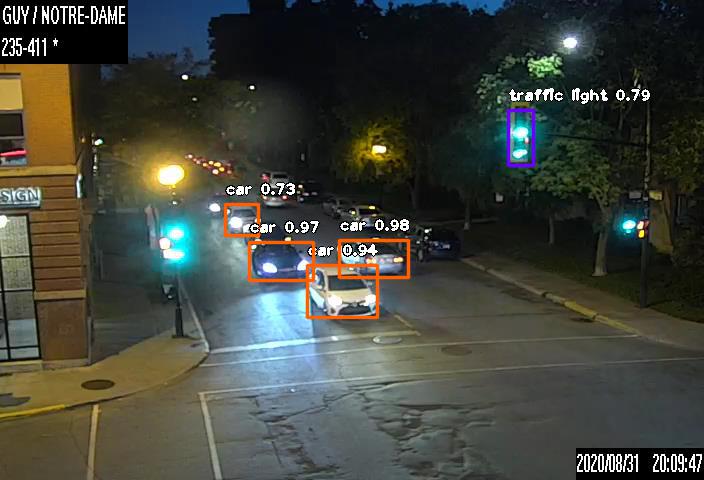 GUY / NOTRE-DAME
235-411 *
traffic light 0.79
SIGN
car 0.73
car 0.97
car 0.98
car 0.94
2020/08/31 20:09:47